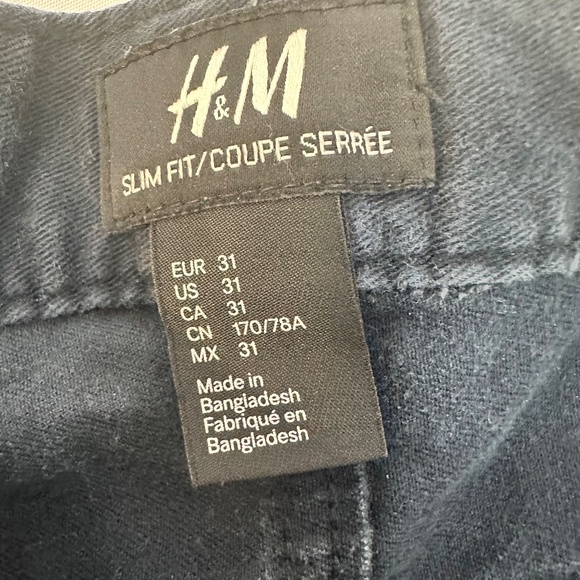 H&M
SLIM FIT/COUPE SERRÉE
EUR 31
US 31
CA 31
CN 170/78A
MX 31
Made in
Bangladesh
Fabriqué en
Bangladesh